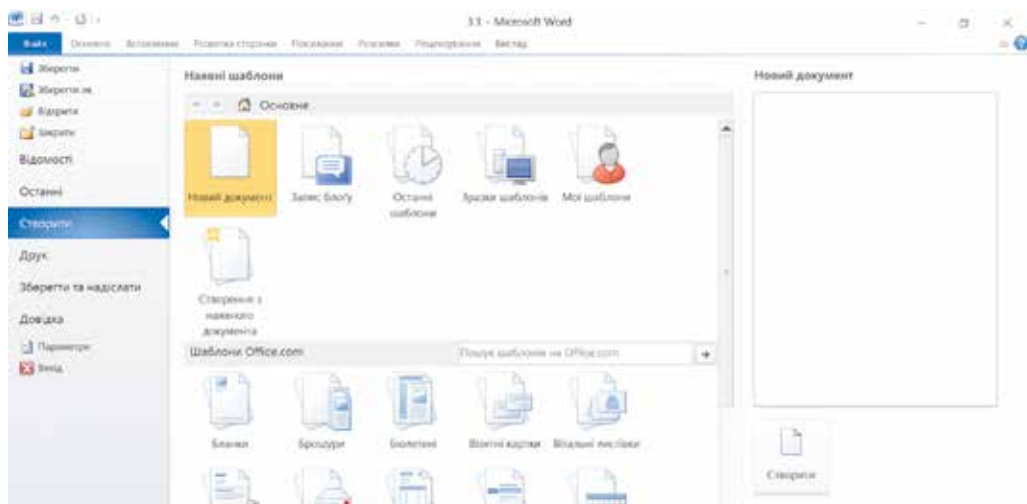 3.3 - Microsoft Word
Файл Основне Вставлення Розмітка сторінки Посилання Розсилки Рецензування Вигляд
Зберегти
Зберегти як
Відкрити
Закрити
Відомості
Останні
Створити
Друк
Зберегти та надіслати
Довідка
Параметри
Вихід
Наявні шаблони
Основне
Новий документ
Запис блоґу
Останні
шаблони
Зразки шаблонів
Мої шаблони
Створення з
наявного
документа
Шаблони Office.com
Пошук шаблонів на Office.com
Бланки
Брошури
Бюлетені
Візитні картки
Вітальні листівки
Новий документ
Створити